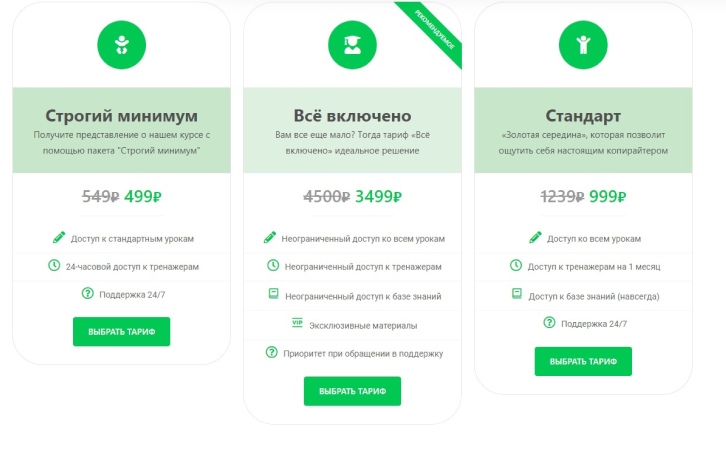 Строгий минимум
Получите представление о нашем курсе с
помощью пакета "Строгий минимум"
549₽ 499₽
Доступ к стандартным урокам
24-часовой доступ к тренажерам
Поддержка 24/7
ВЫБРАТЬ ТАРИФ
РЕКОМЕНДУЕМОЕ
Всё включено
Вам все еще мало? Тогда тариф «Всё
включено» идеальное решение
4500₽ 3499₽
Неограниченный доступ ко всем урокам
Неограниченный доступ к тренажерам
Неограниченный доступ к базе знаний
VIP Эксклюзивные материалы
Приоритет при обращении в поддержку
ВЫБРАТЬ ТАРИФ
Стандарт
«Золотая середина», которая позволит
ощутить себя настоящим копирайтером
1239₽ 999₽
Доступ ко всем урокам
Доступ к тренажерам на 1 месяц
Доступ к базе знаний (навсегда)
Поддержка 24/7
ВЫБРАТЬ ТАРИФ